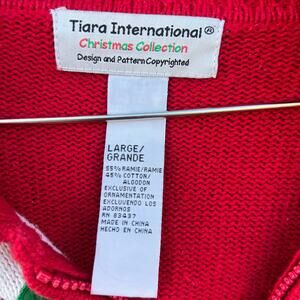 Tiara International®
Christmas Collection
Design and Pattern Copyrighted
LARGE/
GRANDE
55% RAMIE/RAMIE
45% COTTON/
ALGODON
EXCLUSIVE OF
ORNAMENTATION
EXCLUYENDO LOS
ADORNOS
RN 83437
MADE IN CHINA
HECHO EN CHINA